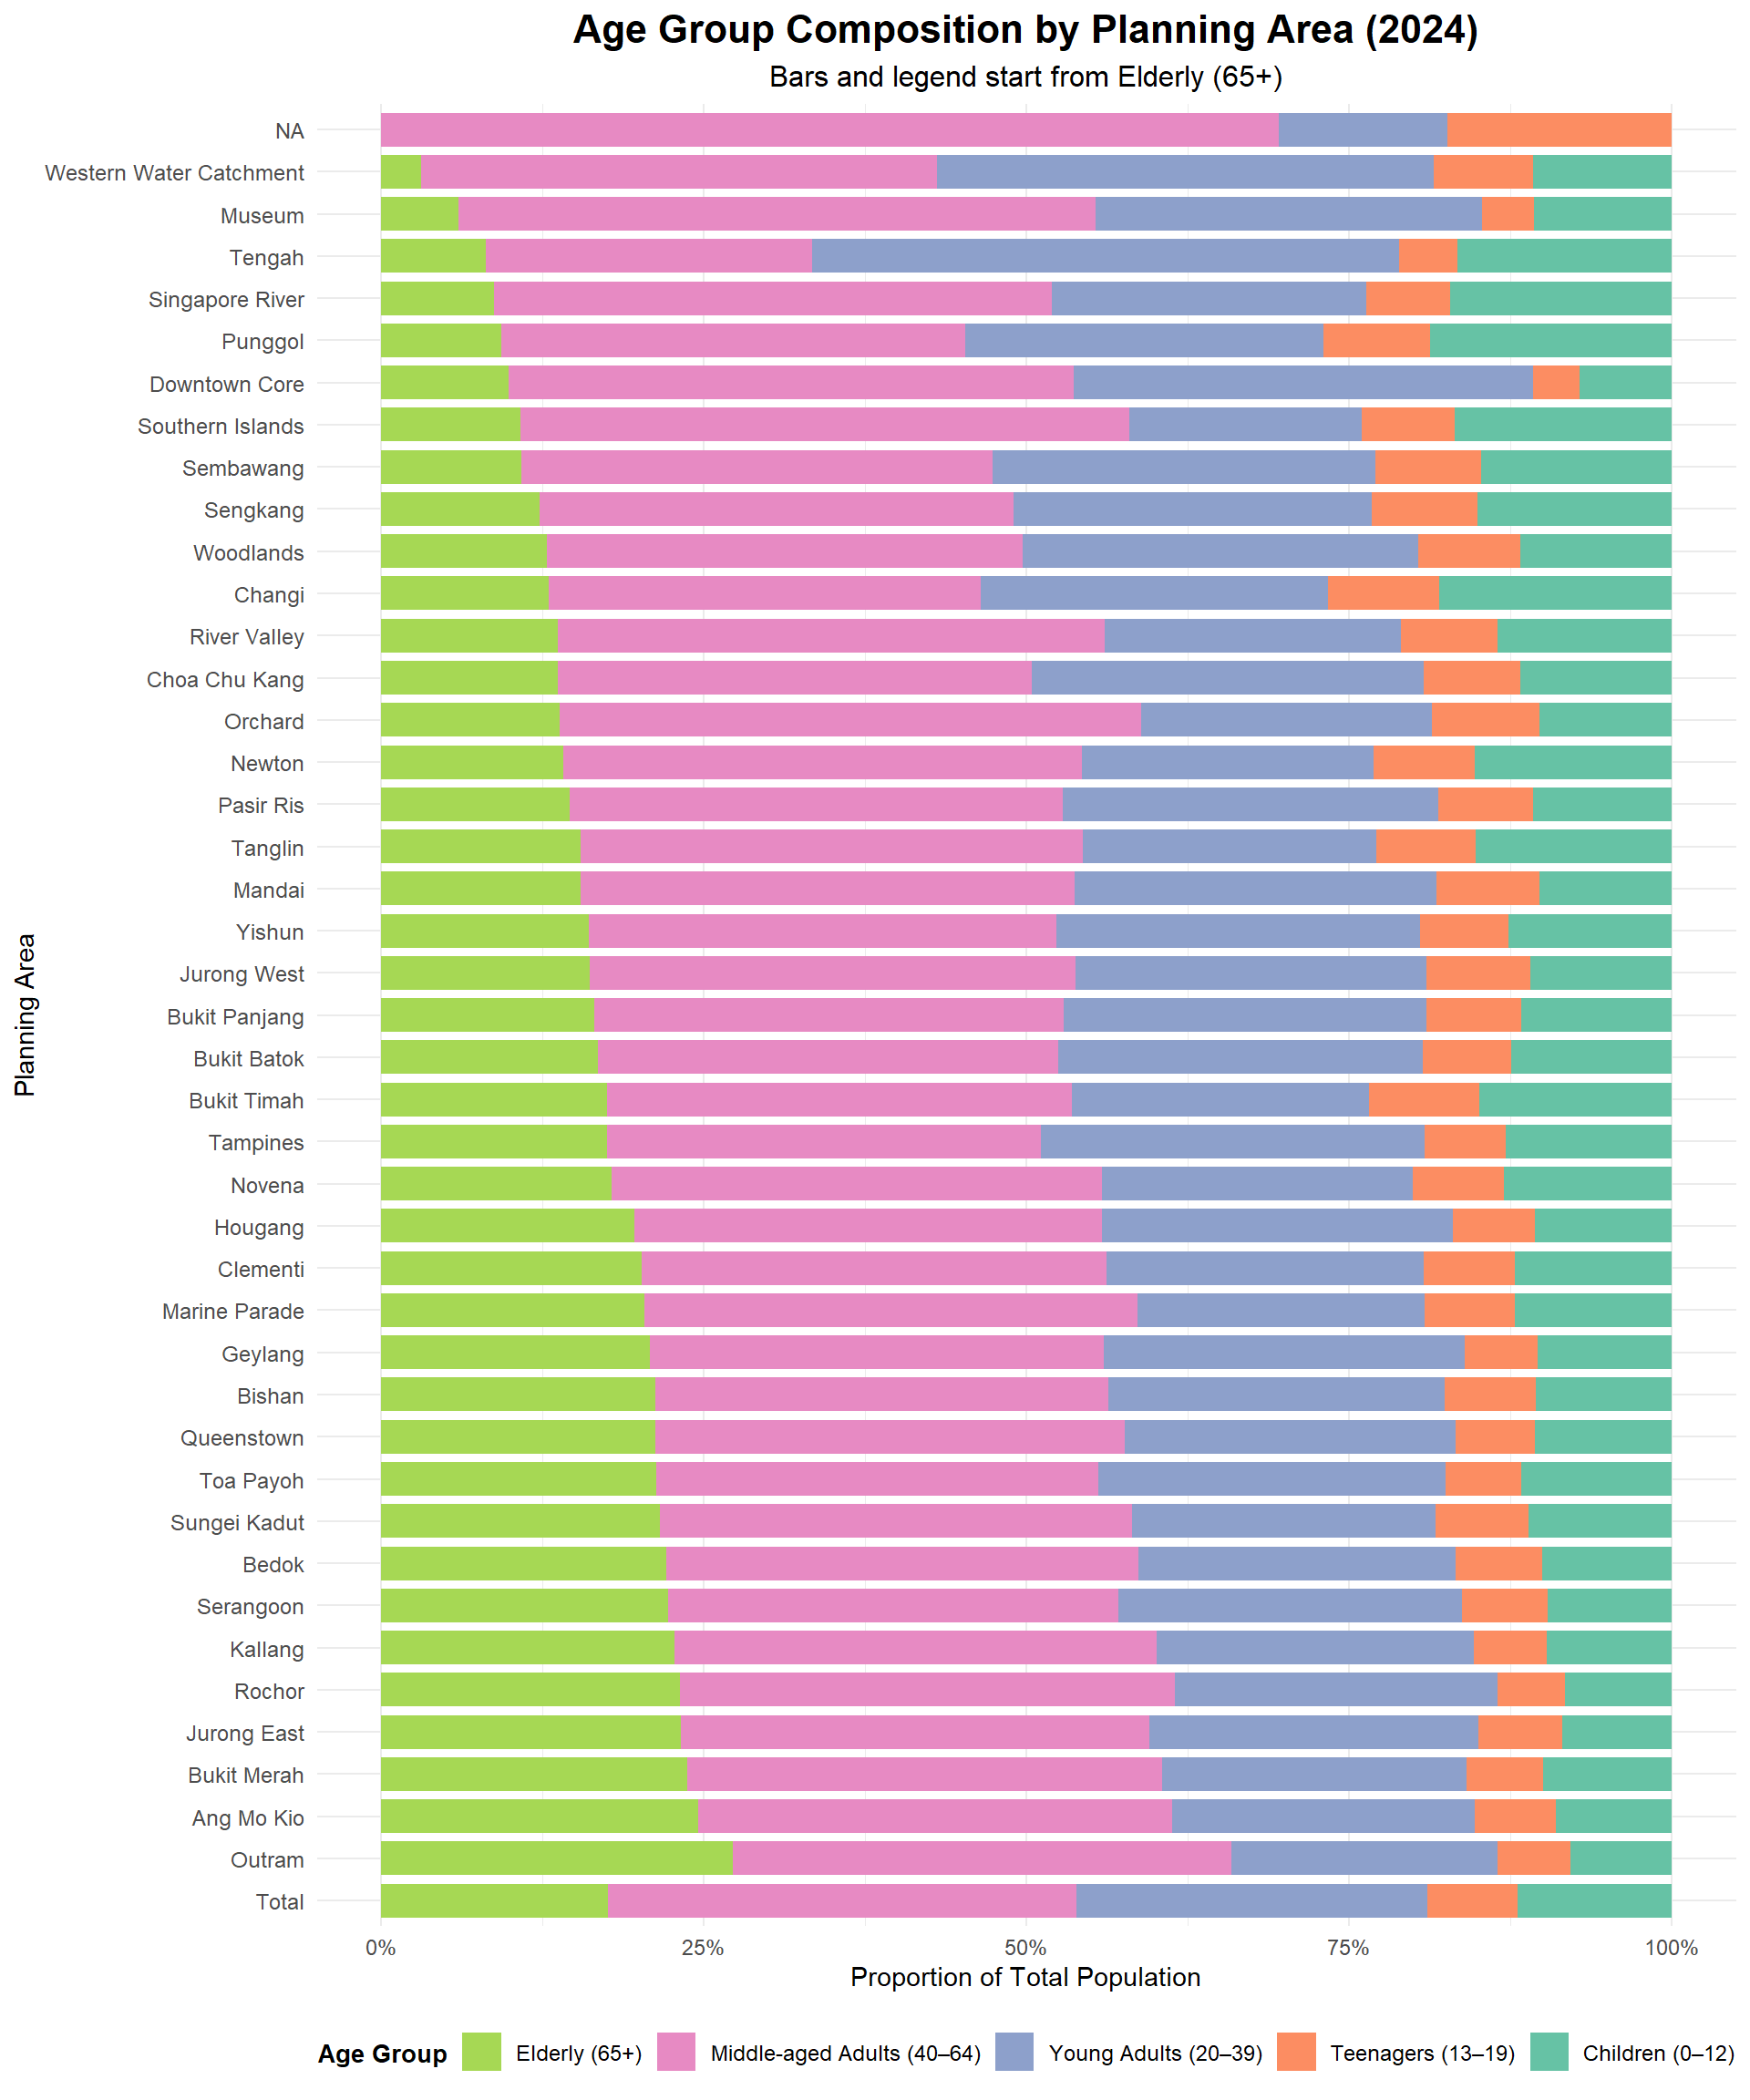 Age Group Composition by Planning Area (2024)
Bars and legend start from Elderly (65+)
NA
Western Water Catchment
Museum
Tengah
Singapore River
Punggol
Downtown Core
Southern Islands
Sembawang
Sengkang
Woodlands
Changi
River Valley
Choa Chu Kang
Orchard
Newton
Pasir Ris
Tanglin
Mandai
Yishun
Jurong West
Bukit Panjang
Bukit Batok
Bukit Timah
Tampines
Novena
Hougang
Clementi
Marine Parade
Geylang
Bishan
Queenstown
Toa Payoh
Sungei Kadut
Bedok
Serangoon
Kallang
Rochor
Jurong East
Bukit Merah
Ang Mo Kio
Outram
Total
Planning Area
0% 25% 50% 75% 100%
Proportion of Total Population
Age Group Elderly (65+) Middle-aged Adults (40–64) Young Adults (20–39) Teenagers (13–19) Children (0–12)